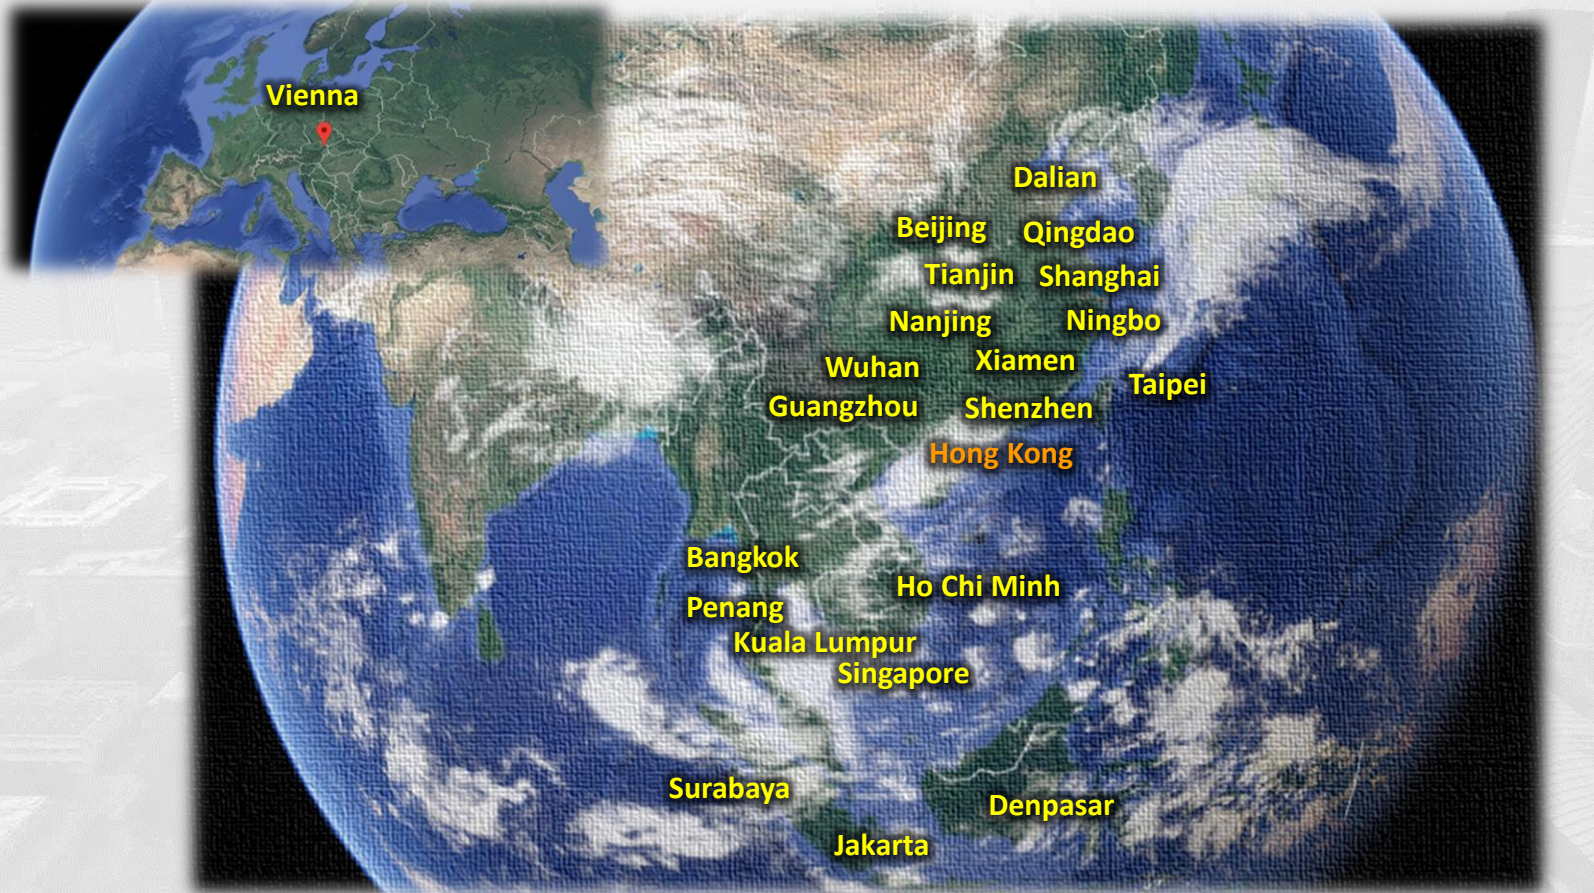 Vienna
Dalian
Beijing
Qingdao
Tianjin
Shanghai
Nanjing
Ningbo
Wuhan
Xiamen
Taipei
Guangzhou
Shenzhen
Hong Kong
Bangkok
Ho Chi Minh
Penang
Kuala Lumpur
Singapore
Surabaya
Denpasar
Jakarta